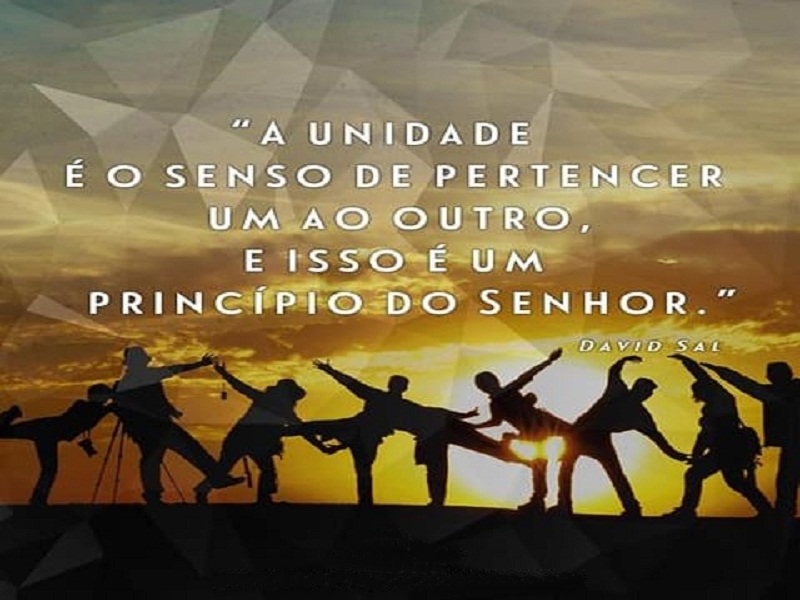 “A UNIDADE
É O SENSO DE PERTENCER
UM AO OUTRO,
E ISSO É UM
PRINCÍPIO DO SENHOR.”
DAVID SAL